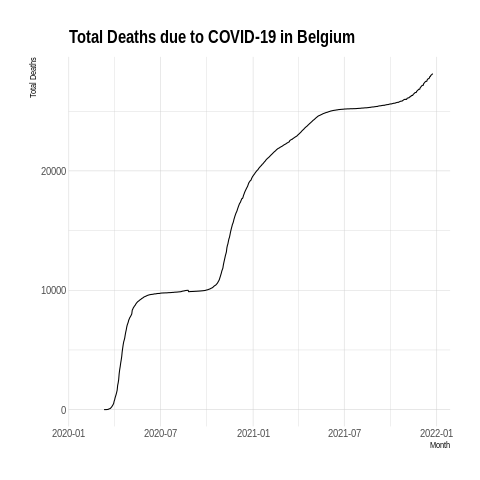 Total Deaths due to COVID-19 in Belgium
Total Deaths
20000
10000
0
2020-01 2020-07 2021-01 2021-07 2022-01
Month